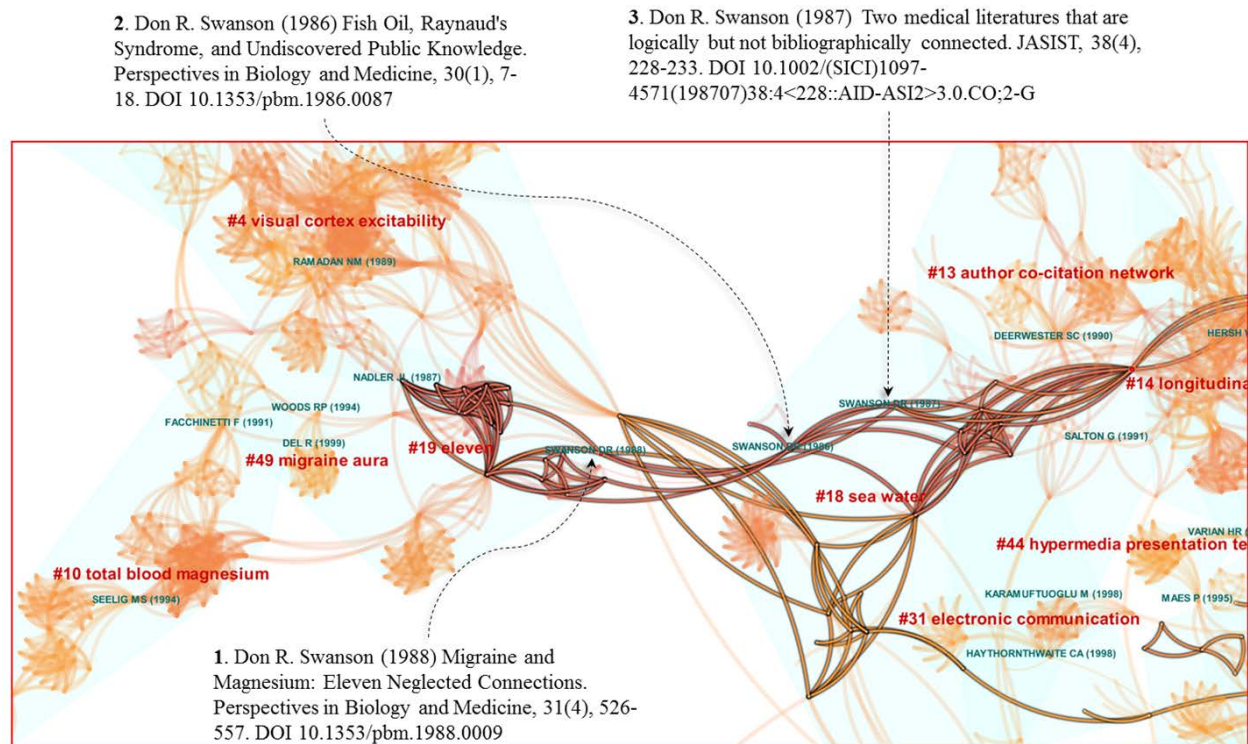 2. Don R. Swanson (1986) Fish Oil, Raynaud's
Syndrome, and Undiscovered Public Knowledge.
Perspectives in Biology and Medicine, 30(1), 7-
18. DOI 10.1353/pbm.1986.0087
3. Don R. Swanson (1987) Two medical literatures that are
logically but not bibliographically connected. JASIST, 38(4),
228-233. DOI 10.1002/(SICI)1097-
4571(198707)38:4<228::AID-ASI2>3.0.CO;2-G
#4 visual cortex excitability
RAMADAN NM (1989)
#13 author co-citation network
DEERWESTER SC (1990)
HERSH
NADLER JL (1987)
#14 longitudina
WOODS RP (1994)
SWANSON DR (1987)
FACCHINETTI F (1991)
DEL R (1999)
#19 eleven
SWANSON DR (1986)
SALTON G (1991)
#49 migraine aura
SWANSON DR (1988)
#18 sea water
VARIAN HR
#44 hypermedia presentation te
#10 total blood magnesium
SEELIG MS (1994)
KARAMUFTUOGLU M (1998)
MAES P (1995)
#31 electronic communication
HAYTHORNTHWAITE CA (1998)
1. Don R. Swanson (1988) Migraine and
Magnesium: Eleven Neglected Connections.
Perspectives in Biology and Medicine, 31(4), 526-
557. DOI 10.1353/pbm.1988.0009